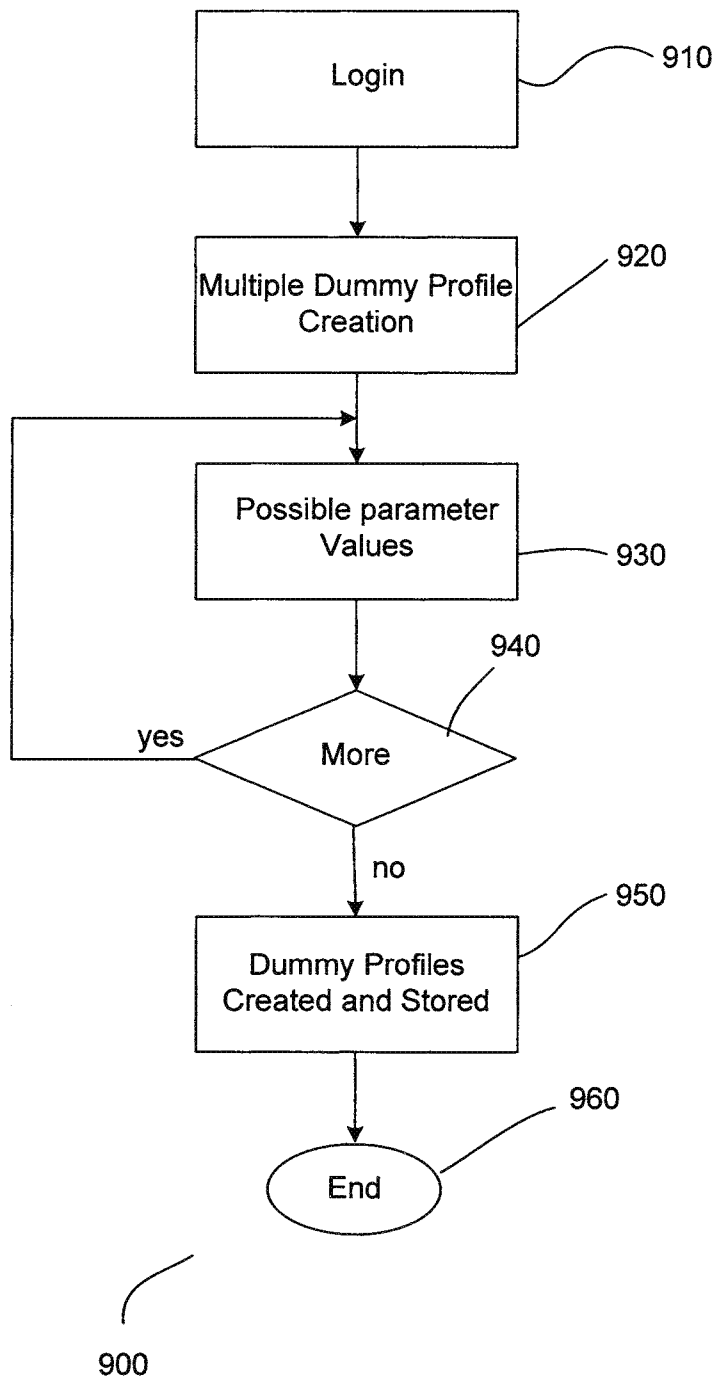 Login
910
Multiple Dummy Profile
Creation
920
Possible parameter
Values
930
940
More
yes
no
950
Dummy Profiles
Created and Stored
960
End
900